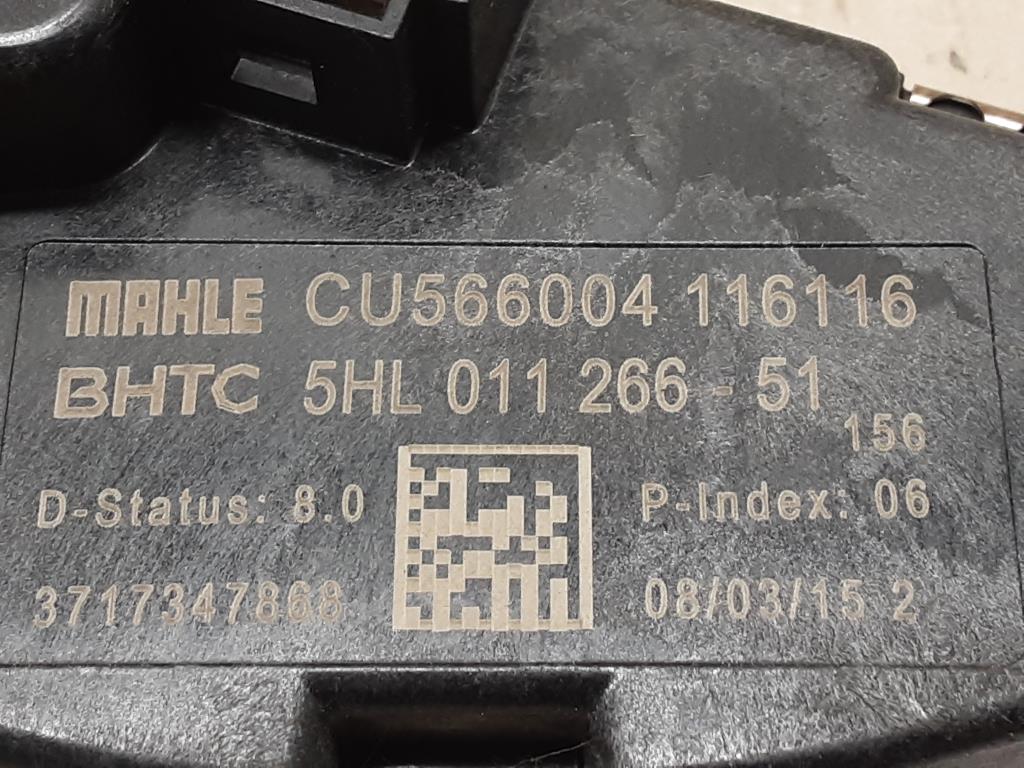 MAHLE CU566004 116116
BHTC 5HL 011 266 - 51
156
D-Status: 8.0 P-Index: 06
3717347868 08/03/15 2